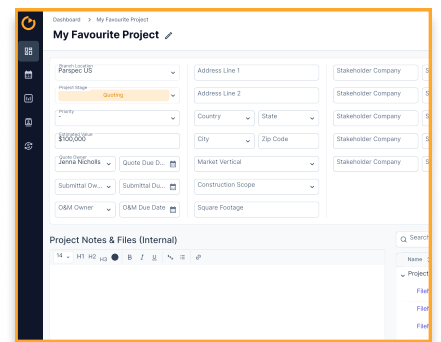 Dashboard > My Favourite Project
My Favourite Project
Branch Location
Parspec US
Project Stage
Quoting
Priority
-
Estimated Value
$100,000
Quote Owner
Jenna Nicholls
Quote Due D...
Submittal Ow...
Submittal Du...
O&M Owner
O&M Due Date
Address Line 1
Address Line 2
Country
State
City
Zip Code
Market Vertical
Construction Scope
Square Footage
Stakeholder Company
S
Stakeholder Company
S
Stakeholder Company
S
Stakeholder Company
S
Stakeholder Company
S
Project Notes & Files (Internal)
14 H1 H2 H3 B I U
Search
Name
Project
File
File
File